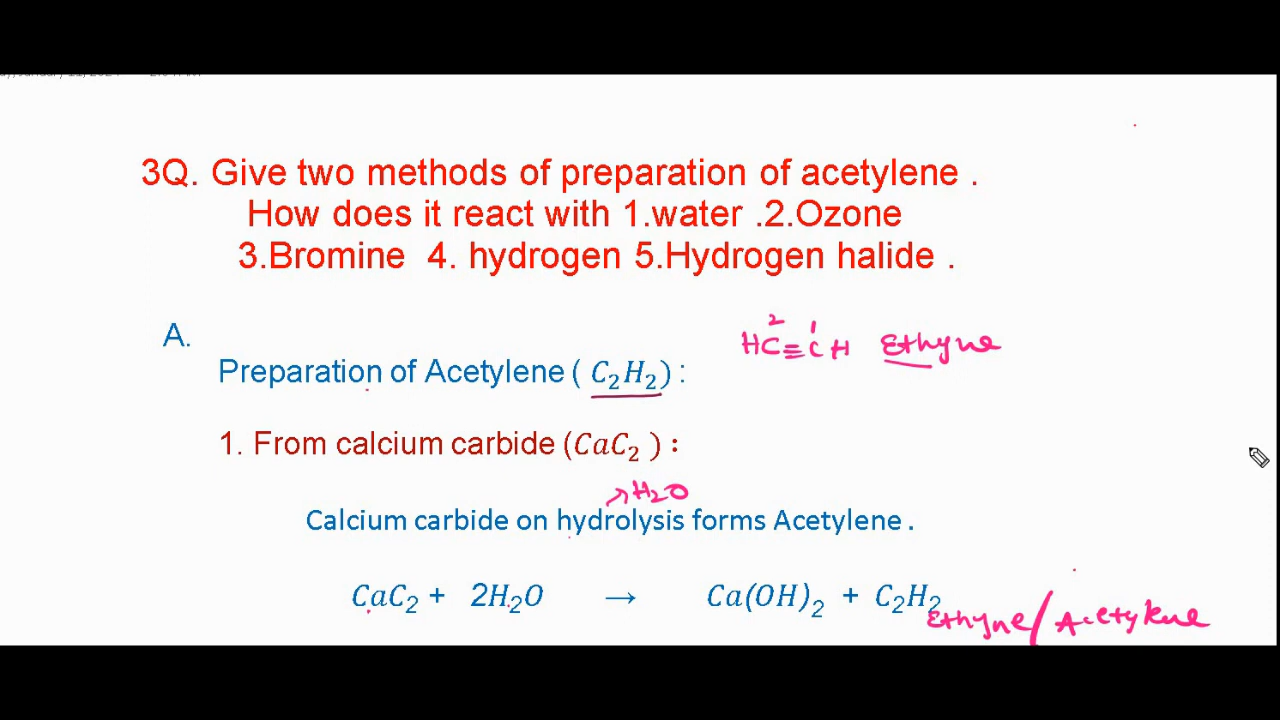 3Q. Give two methods of preparation of acetylene .
How does it react with 1.water .2.Ozone
3.Bromine 4. hydrogen 5.Hydrogen halide .
A.
HC≡CH Ethyne
2 1
Preparation of Acetylene ( C₂H₂) :
1. From calcium carbide (CaC₂ ) :
→ H₂O
Calcium carbide on hydrolysis forms Acetylene .
CaC₂ + 2H₂O → Ca(OH)₂ + C₂H₂
Ethyne/Acetylene